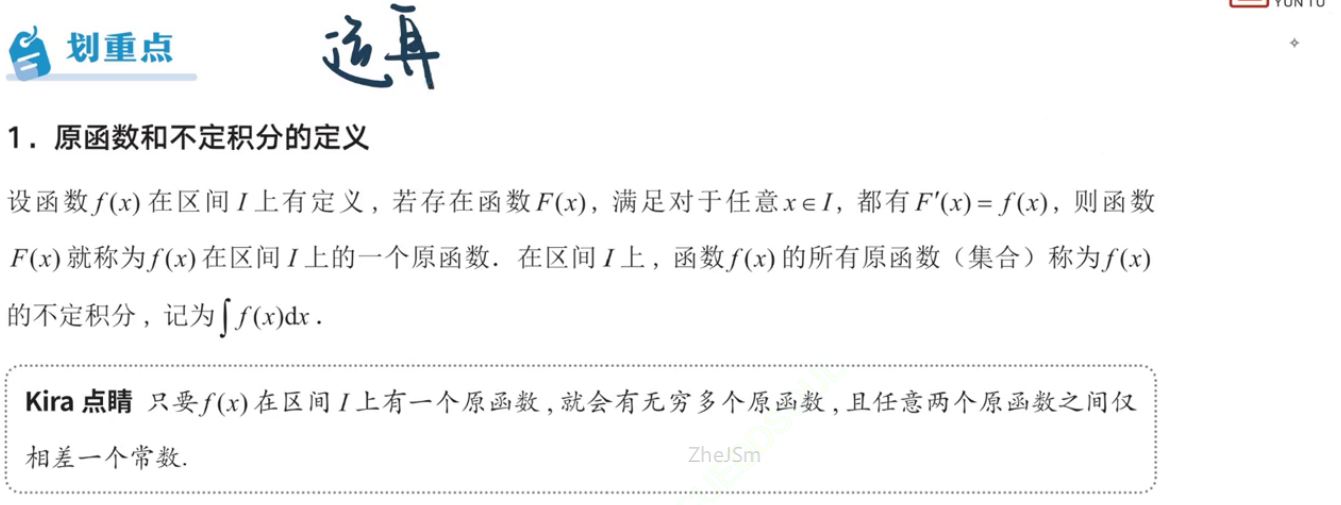 YUN TU
划重点
1. 原函数和不定积分的定义
设函数 f(x) 在区间 I 上有定义，若存在函数 F(x)，满足对于任意 x∈I，都有 F′(x)= f(x)，则函数
F(x) 就称为 f(x) 在区间 I 上的一个原函数．在区间 I 上，函数 f(x) 的所有原函数（集合）称为 f(x)
的不定积分，记为∫ f(x)dx．
Kira 点睛 只要 f(x) 在区间 I 上有一个原函数,就会有无穷多个原函数,且任意两个原函数之间仅
相差一个常数.
ZheJSm